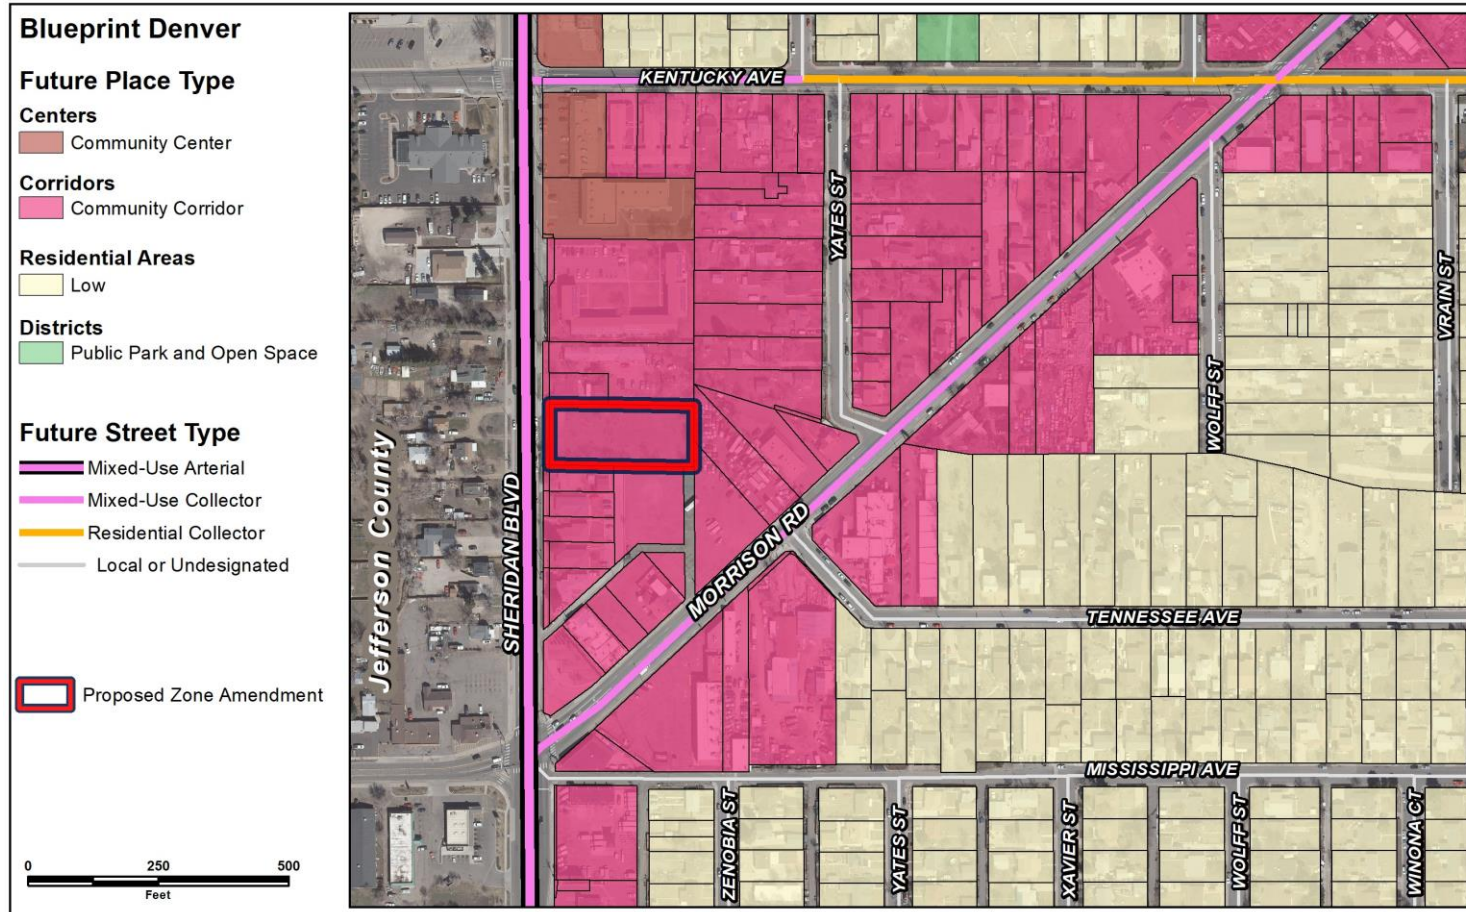 Blueprint Denver
Future Place Type
Centers
Community Center
Corridors
Community Corridor
Residential Areas
Low
Districts
Public Park and Open Space
Future Street Type
Mixed-Use Arterial
Mixed-Use Collector
Residential Collector
Local or Undesignated
Proposed Zone Amendment
0 250 500
Feet
KENTUCKY AVE
YATES ST
VRAIN ST
WOLFF ST
Jefferson County
SHERIDAN BLVD
MORRISON RD
TENNESSEE AVE
MISSISSIPPI AVE
ZENOBIA ST
YATES ST
XAVIER ST
WOLFF ST
WINONA CT